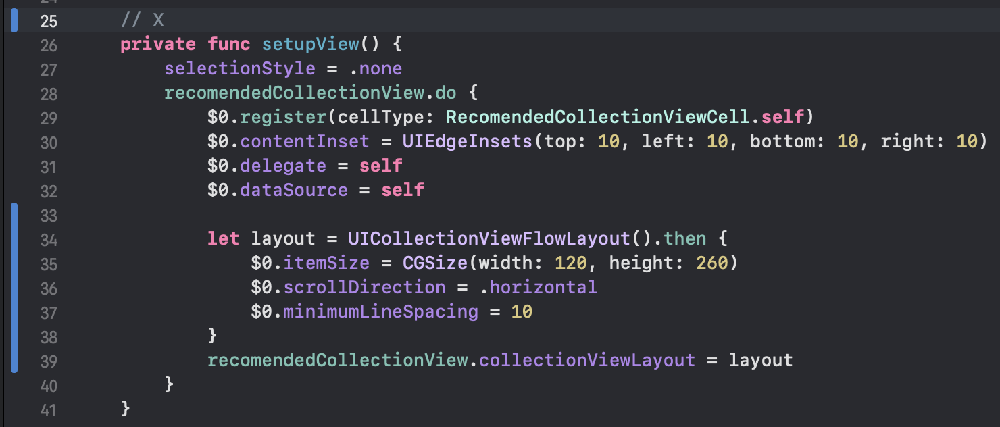 25 // X
26 private func setupView() {
27 selectionStyle = .none
28 recomendedCollectionView.do {
29 $0.register(cellType: RecomendedCollectionViewCell.self)
30 $0.contentInset = UIEdgeInsets(top: 10, left: 10, bottom: 10, right: 10)
31 $0.delegate = self
32 $0.dataSource = self
33
34 let layout = UICollectionViewFlowLayout().then {
35 $0.itemSize = CGSize(width: 120, height: 260)
36 $0.scrollDirection = .horizontal
37 $0.minimumLineSpacing = 10
38 }
39 recomendedCollectionView.collectionViewLayout = layout
40 }
41 }